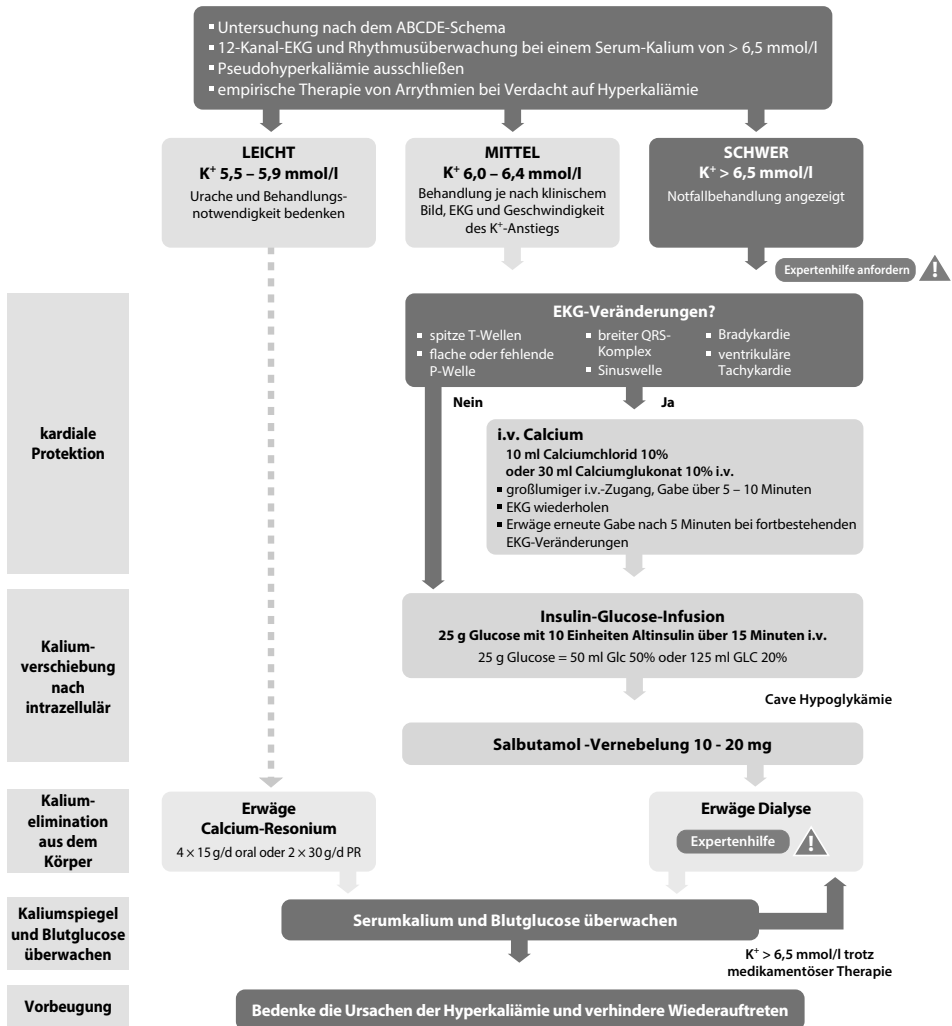 ▪ Untersuchung nach dem ABCDE-Schema
▪ 12-Kanal-EKG und Rhythmusüberwachung bei einem Serum-Kalium von > 6,5 mmol/l
▪ Pseudohyperkaliämie ausschließen
▪ empirische Therapie von Arrythmien bei Verdacht auf Hyperkaliämie
LEICHT
K⁺ 5,5 – 5,9 mmol/l
Urache und Behandlungs-
notwendigkeit bedenken
MITTEL
K⁺ 6,0 – 6,4 mmol/l
Behandlung je nach klinischem
Bild, EKG und Geschwindigkeit
des K⁺-Anstiegs
SCHWER
K⁺ > 6,5 mmol/l
Notfallbehandlung angezeigt
Expertenhilfe anfordern !
kardiale
Protektion
EKG-Veränderungen?
▪ spitze T-Wellen
▪ flache oder fehlende
P-Welle
▪ breiter QRS-
Komplex
▪ Sinuswelle
▪ Bradykardie
▪ ventrikuläre
Tachykardie
Nein
Ja
i.v. Calcium
10 ml Calciumchlorid 10%
oder 30 ml Calciumglukonat 10% i.v.
▪ großlumiger i.v.-Zugang, Gabe über 5 – 10 Minuten
▪ EKG wiederholen
▪ Erwäge erneute Gabe nach 5 Minuten bei fortbestehenden
EKG-Veränderungen
Kalium-
verschiebung
nach
intrazellulär
Insulin-Glucose-Infusion
25 g Glucose mit 10 Einheiten Altinsulin über 15 Minuten i.v.
25 g Glucose = 50 ml Glc 50% oder 125 ml GLC 20%
Cave Hypoglykämie
Salbutamol -Vernebelung 10 - 20 mg
Kalium-
elimination
aus dem
Körper
Erwäge
Calcium-Resonium
4 × 15 g/d oral oder 2 × 30 g/d PR
Erwäge Dialyse
Expertenhilfe !
Kaliumspiegel
und Blutglucose
überwachen
Serumkalium und Blutglucose überwachen
K⁺ > 6,5 mmol/l trotz
medikamentöser Therapie
Vorbeugung
Bedenke die Ursachen der Hyperkaliämie und verhindere Wiederauftreten